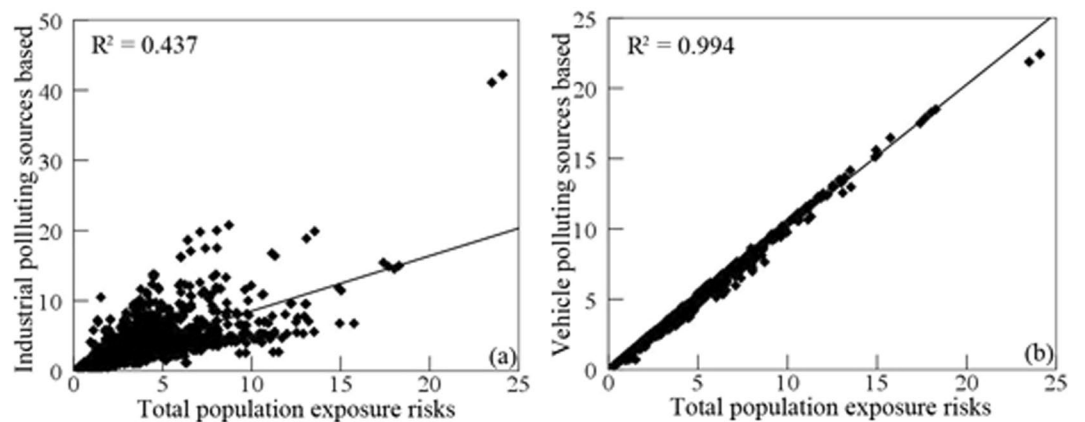 Industrial pollluting sources based
50
40
30
20
10
0
R² = 0.437
(a)
0 5 10 15 20 25
Total population exposure risks
Vehicle polluting sources based
25
20
15
10
5
0
R² = 0.994
(b)
0 5 10 15 20 25
Total population exposure risks